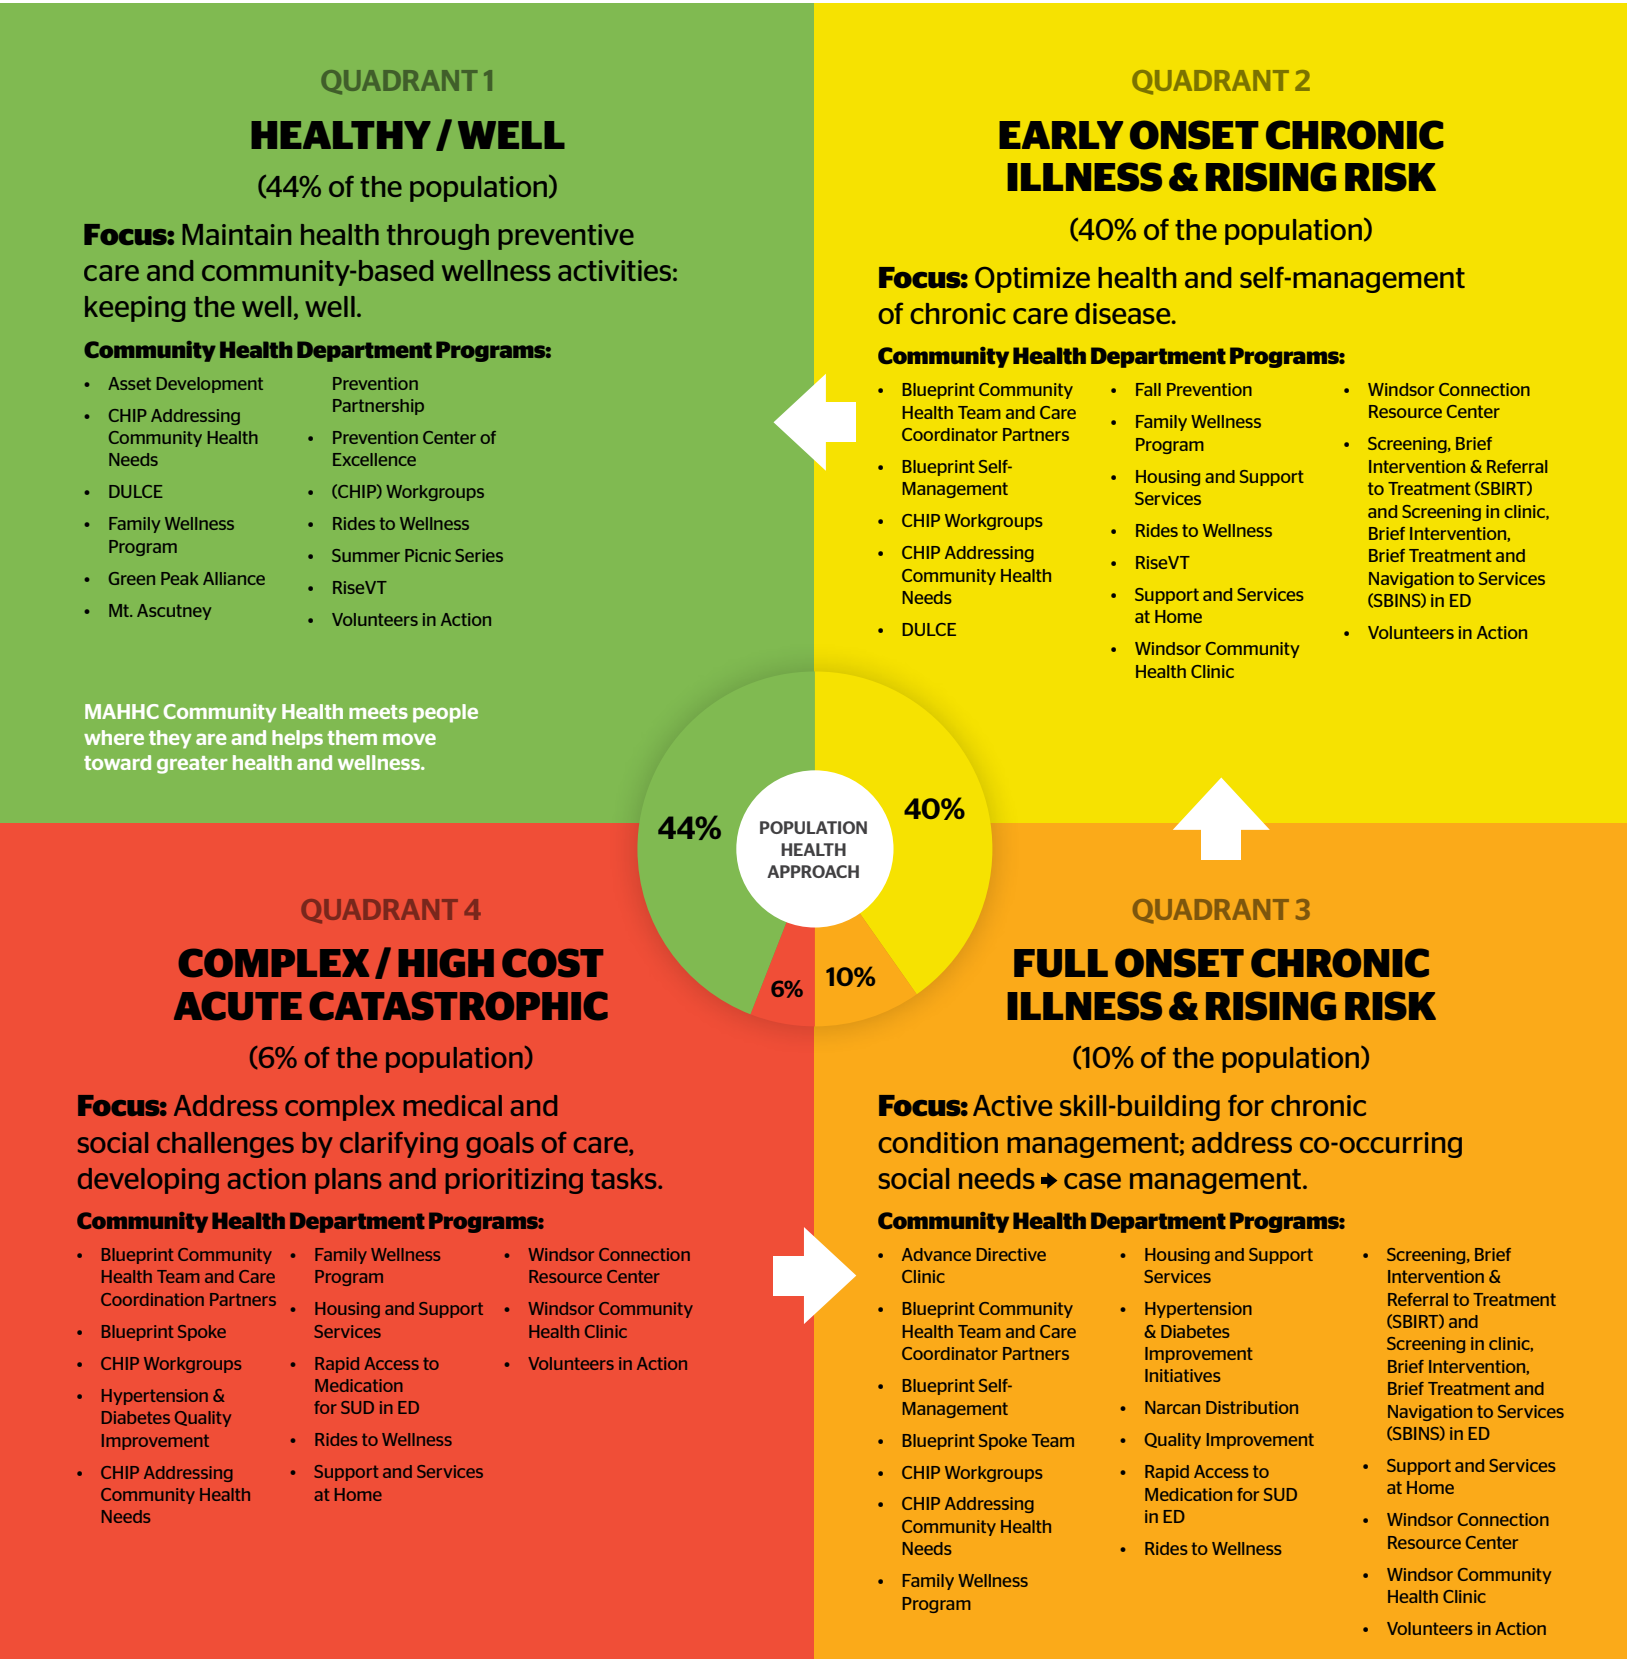 QUADRANT 1
HEALTHY / WELL
(44% of the population)
Focus: Maintain health through preventive
care and community-based wellness activities:
keeping the well, well.
Community Health Department Programs:
• Asset Development
• CHIP Addressing
Community Health
Needs
• DULCE
• Family Wellness
Program
• Green Peak Alliance
• Mt. Ascutney
Prevention
Partnership
• Prevention Center of
Excellence
• (CHIP) Workgroups
• Rides to Wellness
• Summer Picnic Series
• RiseVT
• Volunteers in Action
MAHHC Community Health meets people
where they are and helps them move
toward greater health and wellness.
QUADRANT 2
EARLY ONSET CHRONIC
ILLNESS & RISING RISK
(40% of the population)
Focus: Optimize health and self-management
of chronic care disease.
Community Health Department Programs:
• Blueprint Community
Health Team and Care
Coordinator Partners
• Blueprint Self-
Management
• CHIP Workgroups
• CHIP Addressing
Community Health
Needs
• DULCE
• Fall Prevention
• Family Wellness
Program
• Housing and Support
Services
• Rides to Wellness
• RiseVT
• Support and Services
at Home
• Windsor Community
Health Clinic
• Windsor Connection
Resource Center
• Screening, Brief
Intervention & Referral
to Treatment (SBIRT)
and Screening in clinic,
Brief Intervention,
Brief Treatment and
Navigation to Services
(SBINS) in ED
• Volunteers in Action
44%
POPULATION
HEALTH
APPROACH
40%
6%
10%
QUADRANT 4
COMPLEX / HIGH COST
ACUTE CATASTROPHIC
(6% of the population)
Focus: Address complex medical and
social challenges by clarifying goals of care,
developing action plans and prioritizing tasks.
Community Health Department Programs:
• Blueprint Community
Health Team and Care
Coordination Partners
• Blueprint Spoke
• CHIP Workgroups
• Hypertension &
Diabetes Quality
Improvement
• CHIP Addressing
Community Health
Needs
• Family Wellness
Program
• Housing and Support
Services
• Rapid Access to
Medication
for SUD in ED
• Rides to Wellness
• Support and Services
at Home
• Windsor Connection
Resource Center
• Windsor Community
Health Clinic
• Volunteers in Action
QUADRANT 3
FULL ONSET CHRONIC
ILLNESS & RISING RISK
(10% of the population)
Focus: Active skill-building for chronic
condition management; address co-occurring
social needs → case management.
Community Health Department Programs:
• Advance Directive
Clinic
• Blueprint Community
Health Team and Care
Coordinator Partners
• Blueprint Self-
Management
• Blueprint Spoke Team
• CHIP Workgroups
• CHIP Addressing
Community Health
Needs
• Family Wellness
Program
• Housing and Support
Services
• Hypertension
& Diabetes
Improvement
Initiatives
• Narcan Distribution
• Quality Improvement
• Rapid Access to
Medication for SUD
in ED
• Rides to Wellness
• Screening, Brief
Intervention &
Referral to Treatment
(SBIRT) and
Screening in clinic,
Brief Intervention,
Brief Treatment and
Navigation to Services
(SBINS) in ED
• Support and Services
at Home
• Windsor Connection
Resource Center
• Windsor Community
Health Clinic
• Volunteers in Action